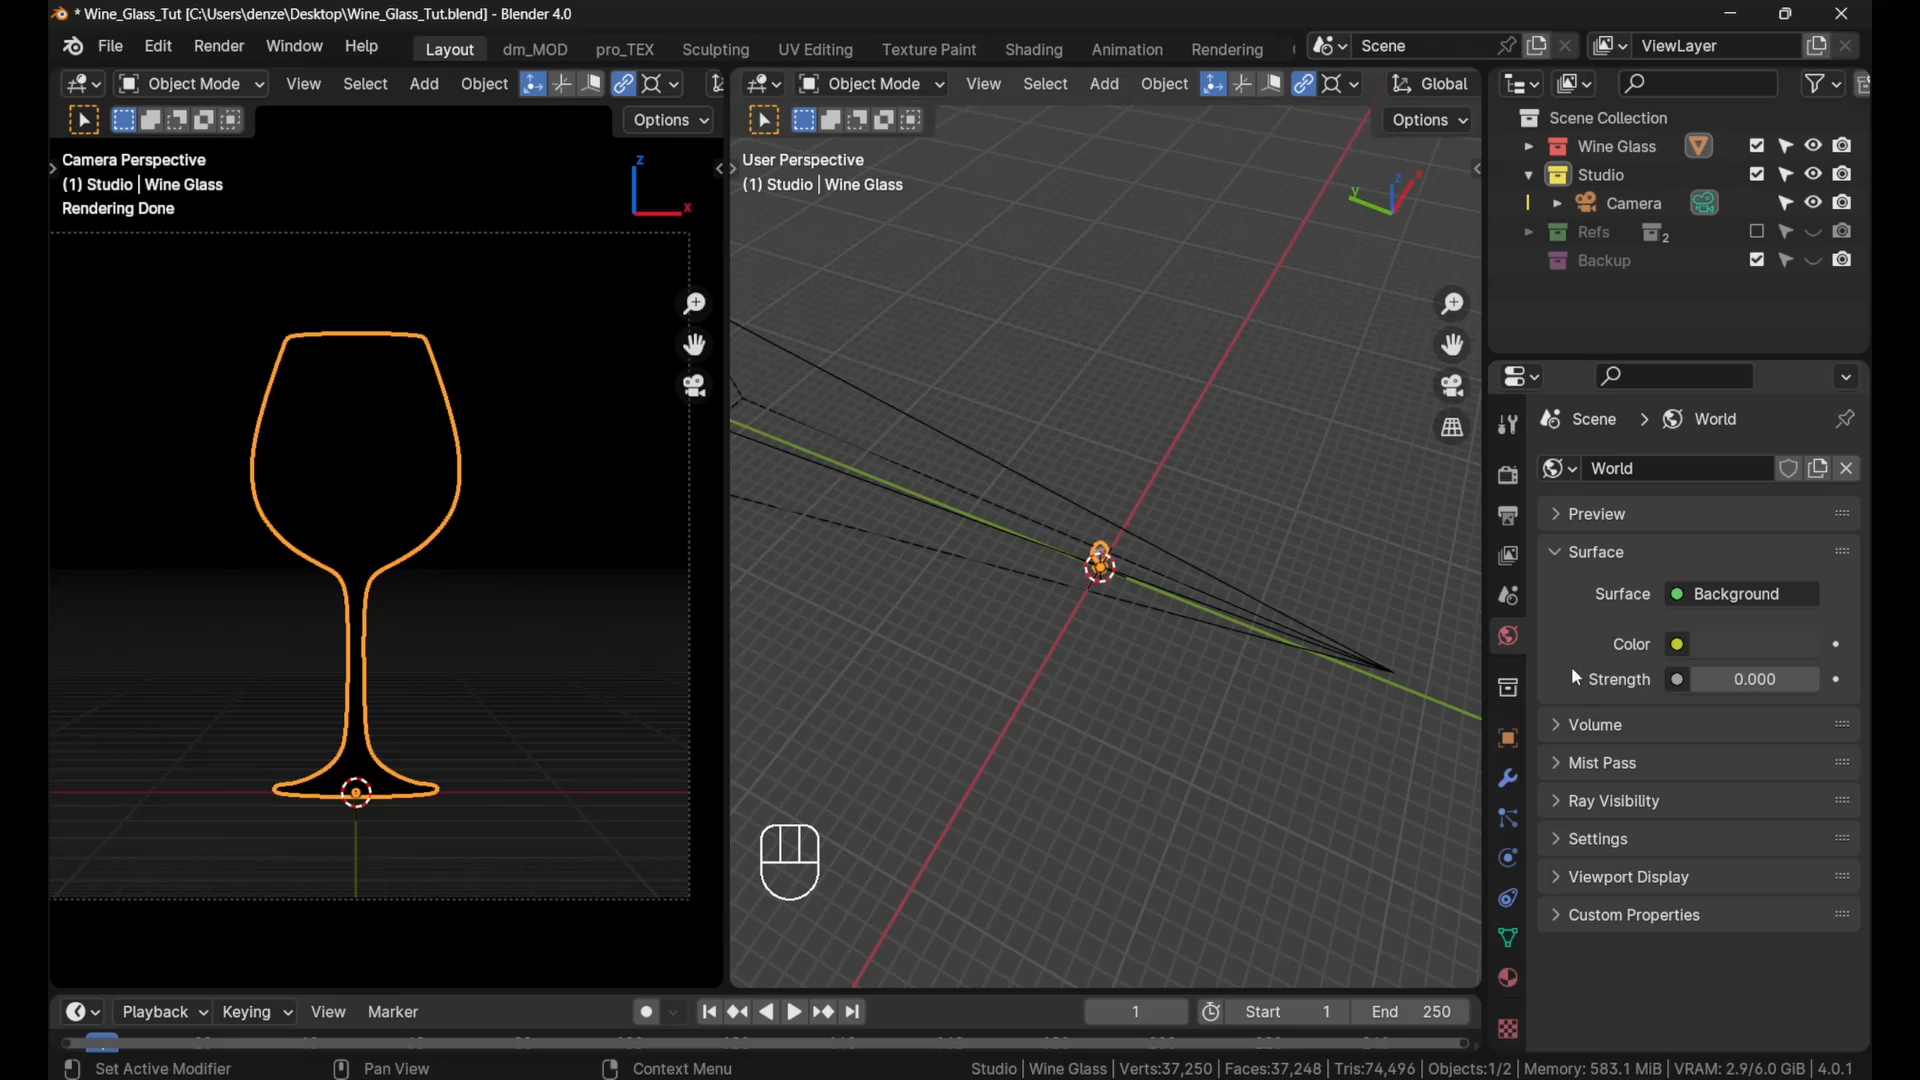 * Wine_Glass_Tut [C:\Users\denze\Desktop\Wine_Glass_Tut.blend] - Blender 4.0
File Edit Render Window Help Layout dm_MOD pro_TEX Sculpting UV Editing Texture Paint Shading Animation Rendering Scene ViewLayer
Object Mode View Select Add Object
Options
Camera Perspective
(1) Studio | Wine Glass
Rendering Done
z
x
Object Mode View Select Add Object Global
Options
User Perspective
(1) Studio | Wine Glass
y z x
Scene Collection
Wine Glass
Studio
Camera
Refs 2
Backup
Scene World
World
Preview
Surface
Surface Background
Color
Strength 0.000
Volume
Mist Pass
Ray Visibility
Settings
Viewport Display
Custom Properties
Playback Keying View Marker 1 Start 1 End 250
Set Active Modifier Pan View Context Menu Studio | Wine Glass | Verts:37,250 | Faces:37,248 | Tris:74,496 | Objects:1/2 | Memory: 583.1 MiB | VRAM: 2.9/6.0 GiB | 4.0.1